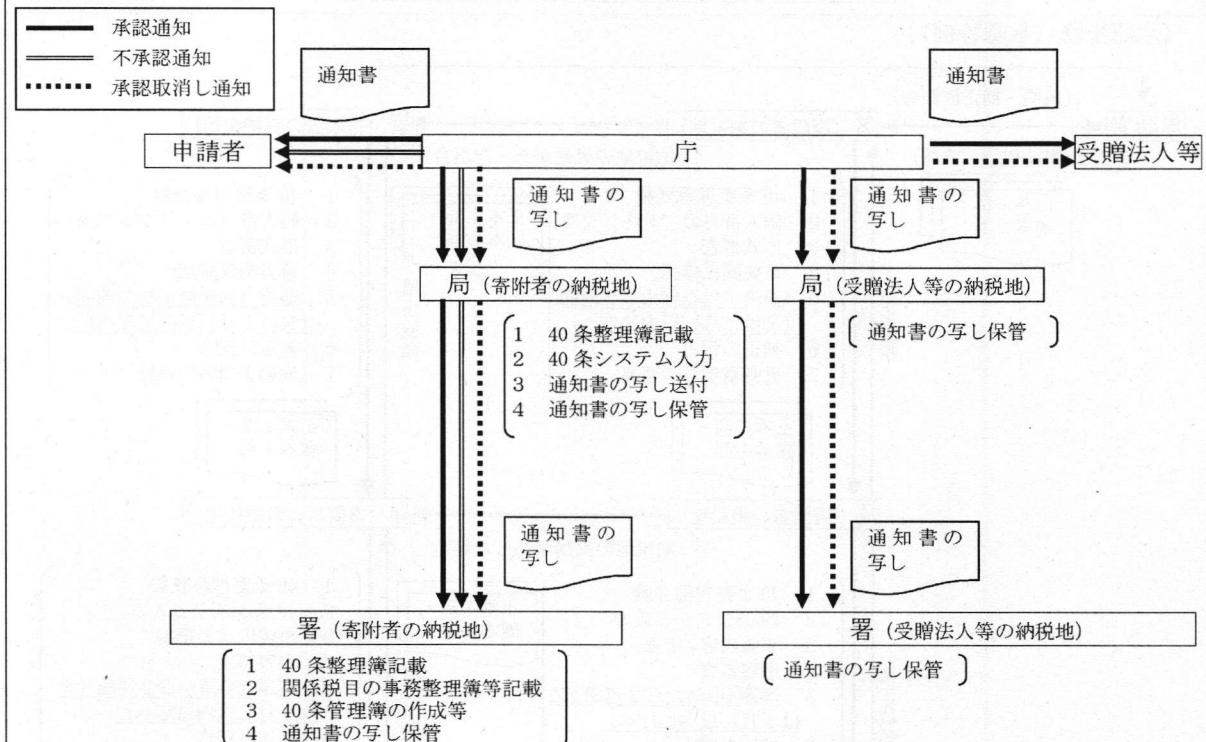 承認通知
不承認通知
承認取消し通知
通知書
通知書
申請者
庁
受贈法人等
通知書の
写し
通知書の
写し
局（寄附者の納税地）
局（受贈法人等の納税地）
1　40条整理簿記載
2　40条システム入力
3　通知書の写し送付
4　通知書の写し保管
通知書の写し保管
通知書の
写し
通知書の
写し
署（寄附者の納税地）
署（受贈法人等の納税地）
1　40条整理簿記載
2　関係税目の事務整理簿等記載
3　40条管理簿の作成等
4　通知書の写し保管
通知書の写し保管